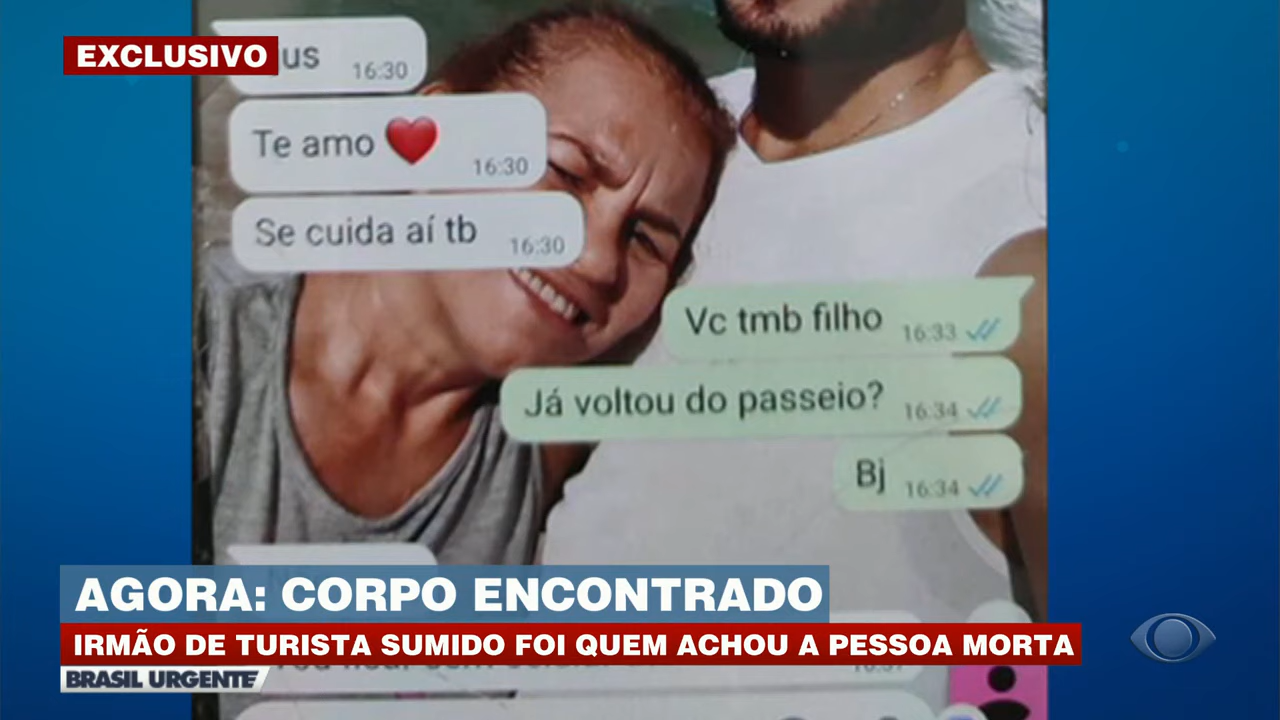 EXCLUSIVO
us
16:30
Te amo ❤️
16:30
Se cuida aí tb
16:30
Vc tmb filho
16:33
Já voltou do passeio?
16:34
Bj
16:34
AGORA: CORPO ENCONTRADO
IRMÃO DE TURISTA SUMIDO FOI QUEM ACHOU A PESSOA MORTA
BRASIL URGENTE